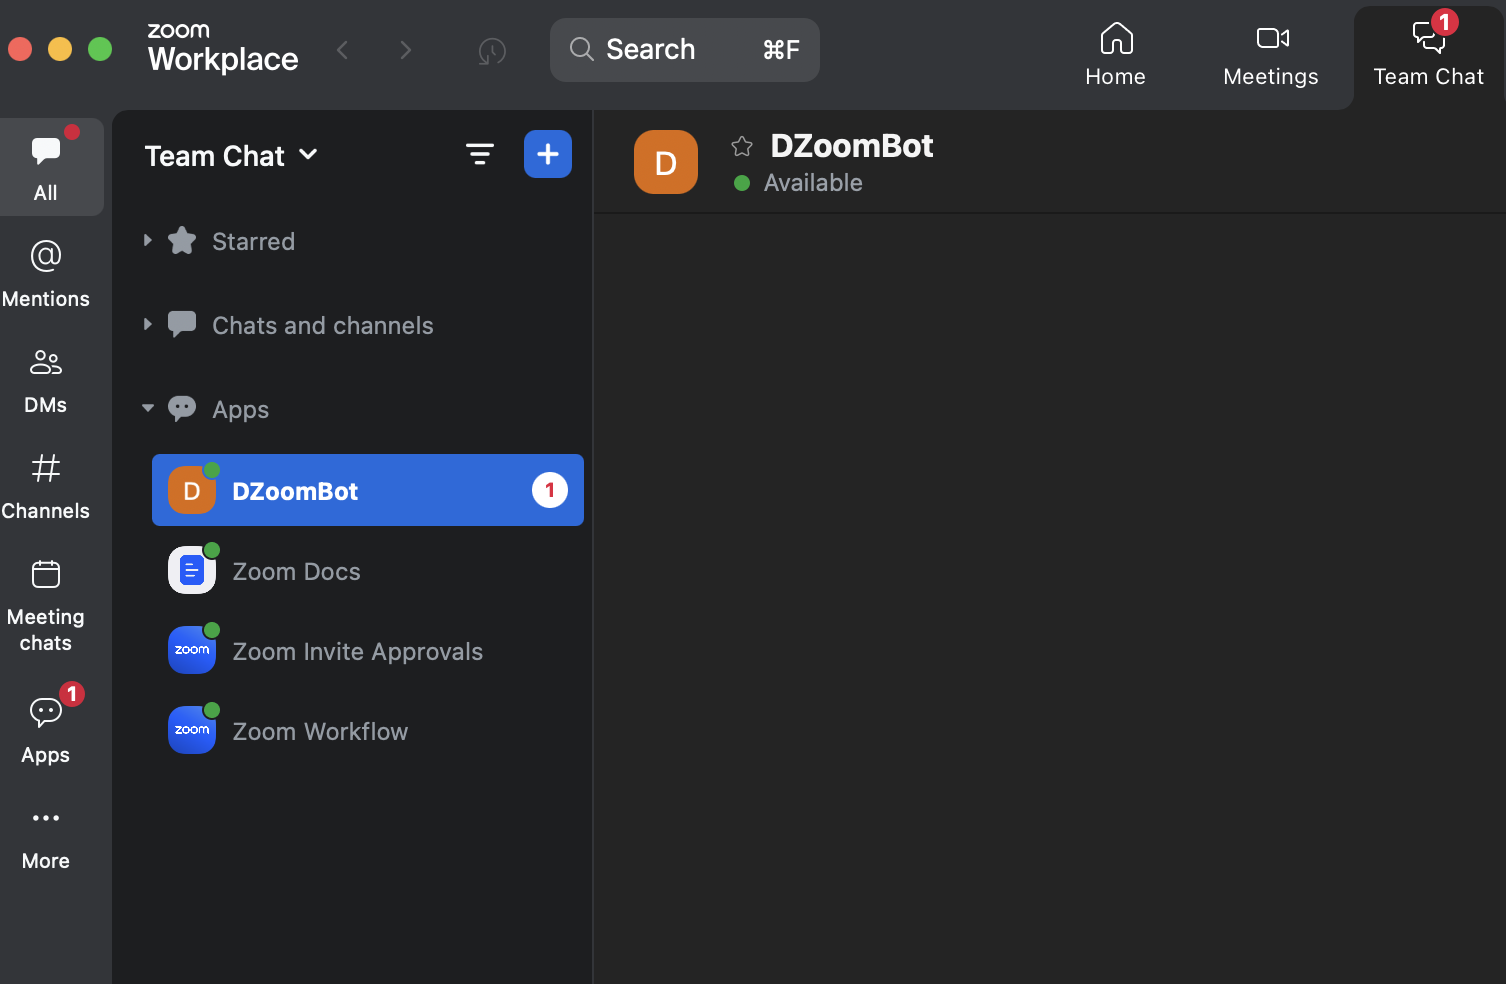 zoom
Workplace
Search ⌘F
Home
Meetings
1
Team Chat
All
Mentions
DMs
Channels
Meeting
chats
1
Apps
More
Team Chat
Starred
Chats and channels
Apps
D DZoomBot 1
Zoom Docs
zoom Zoom Invite Approvals
zoom Zoom Workflow
D
DZoomBot
Available